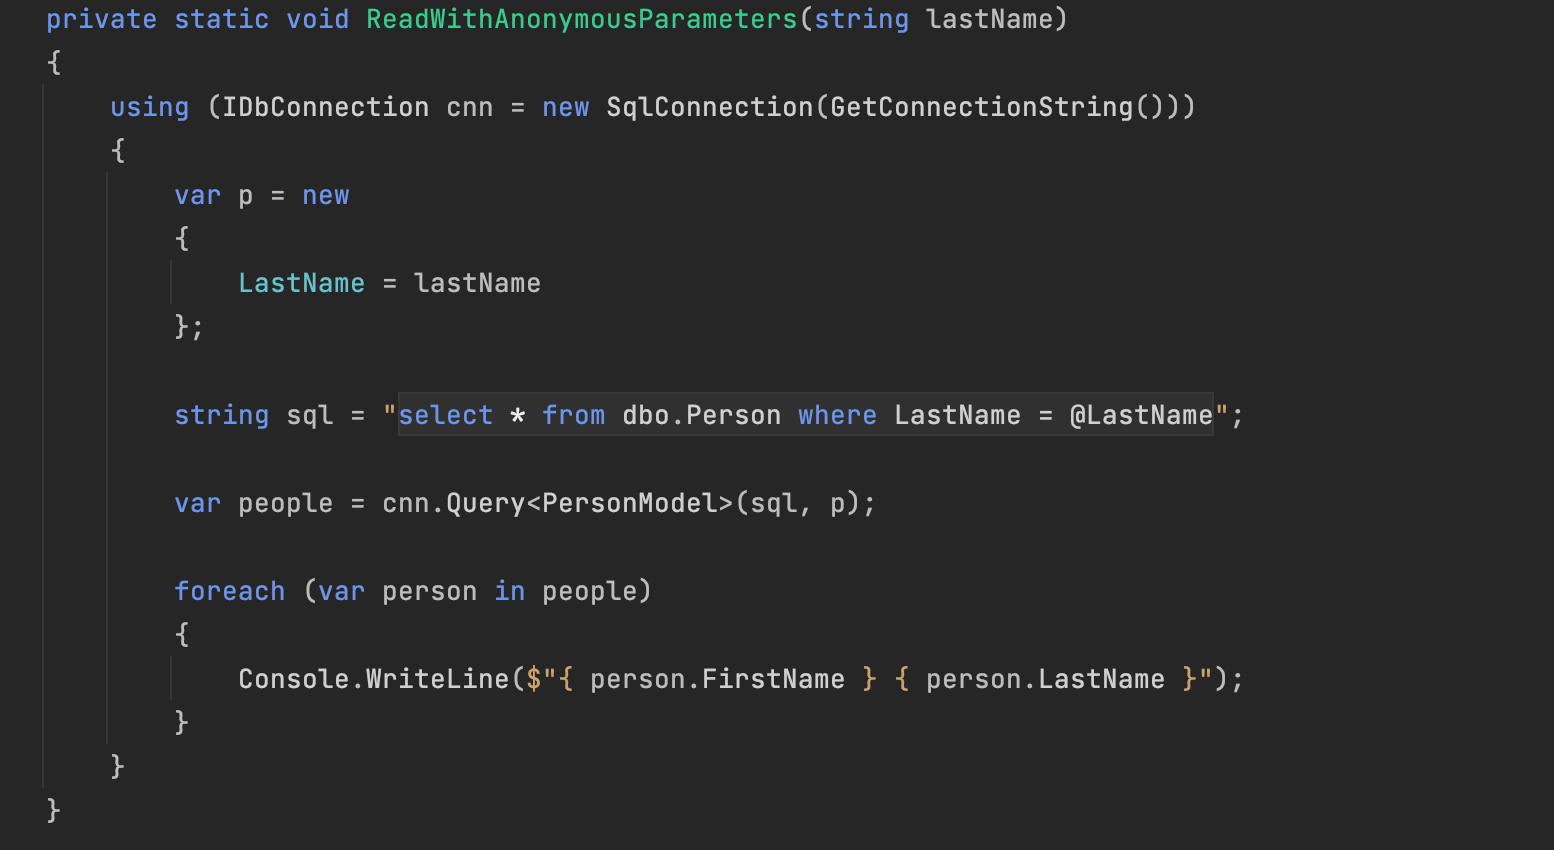 private static void ReadWithAnonymousParameters(string lastName)
{
using (IDbConnection cnn = new SqlConnection(GetConnectionString()))
{
var p = new
{
LastName = lastName
};
string sql = "select * from dbo.Person where LastName = @LastName";
var people = cnn.Query<PersonModel>(sql, p);
foreach (var person in people)
{
Console.WriteLine($"{ person.FirstName } { person.LastName }");
}
}
}